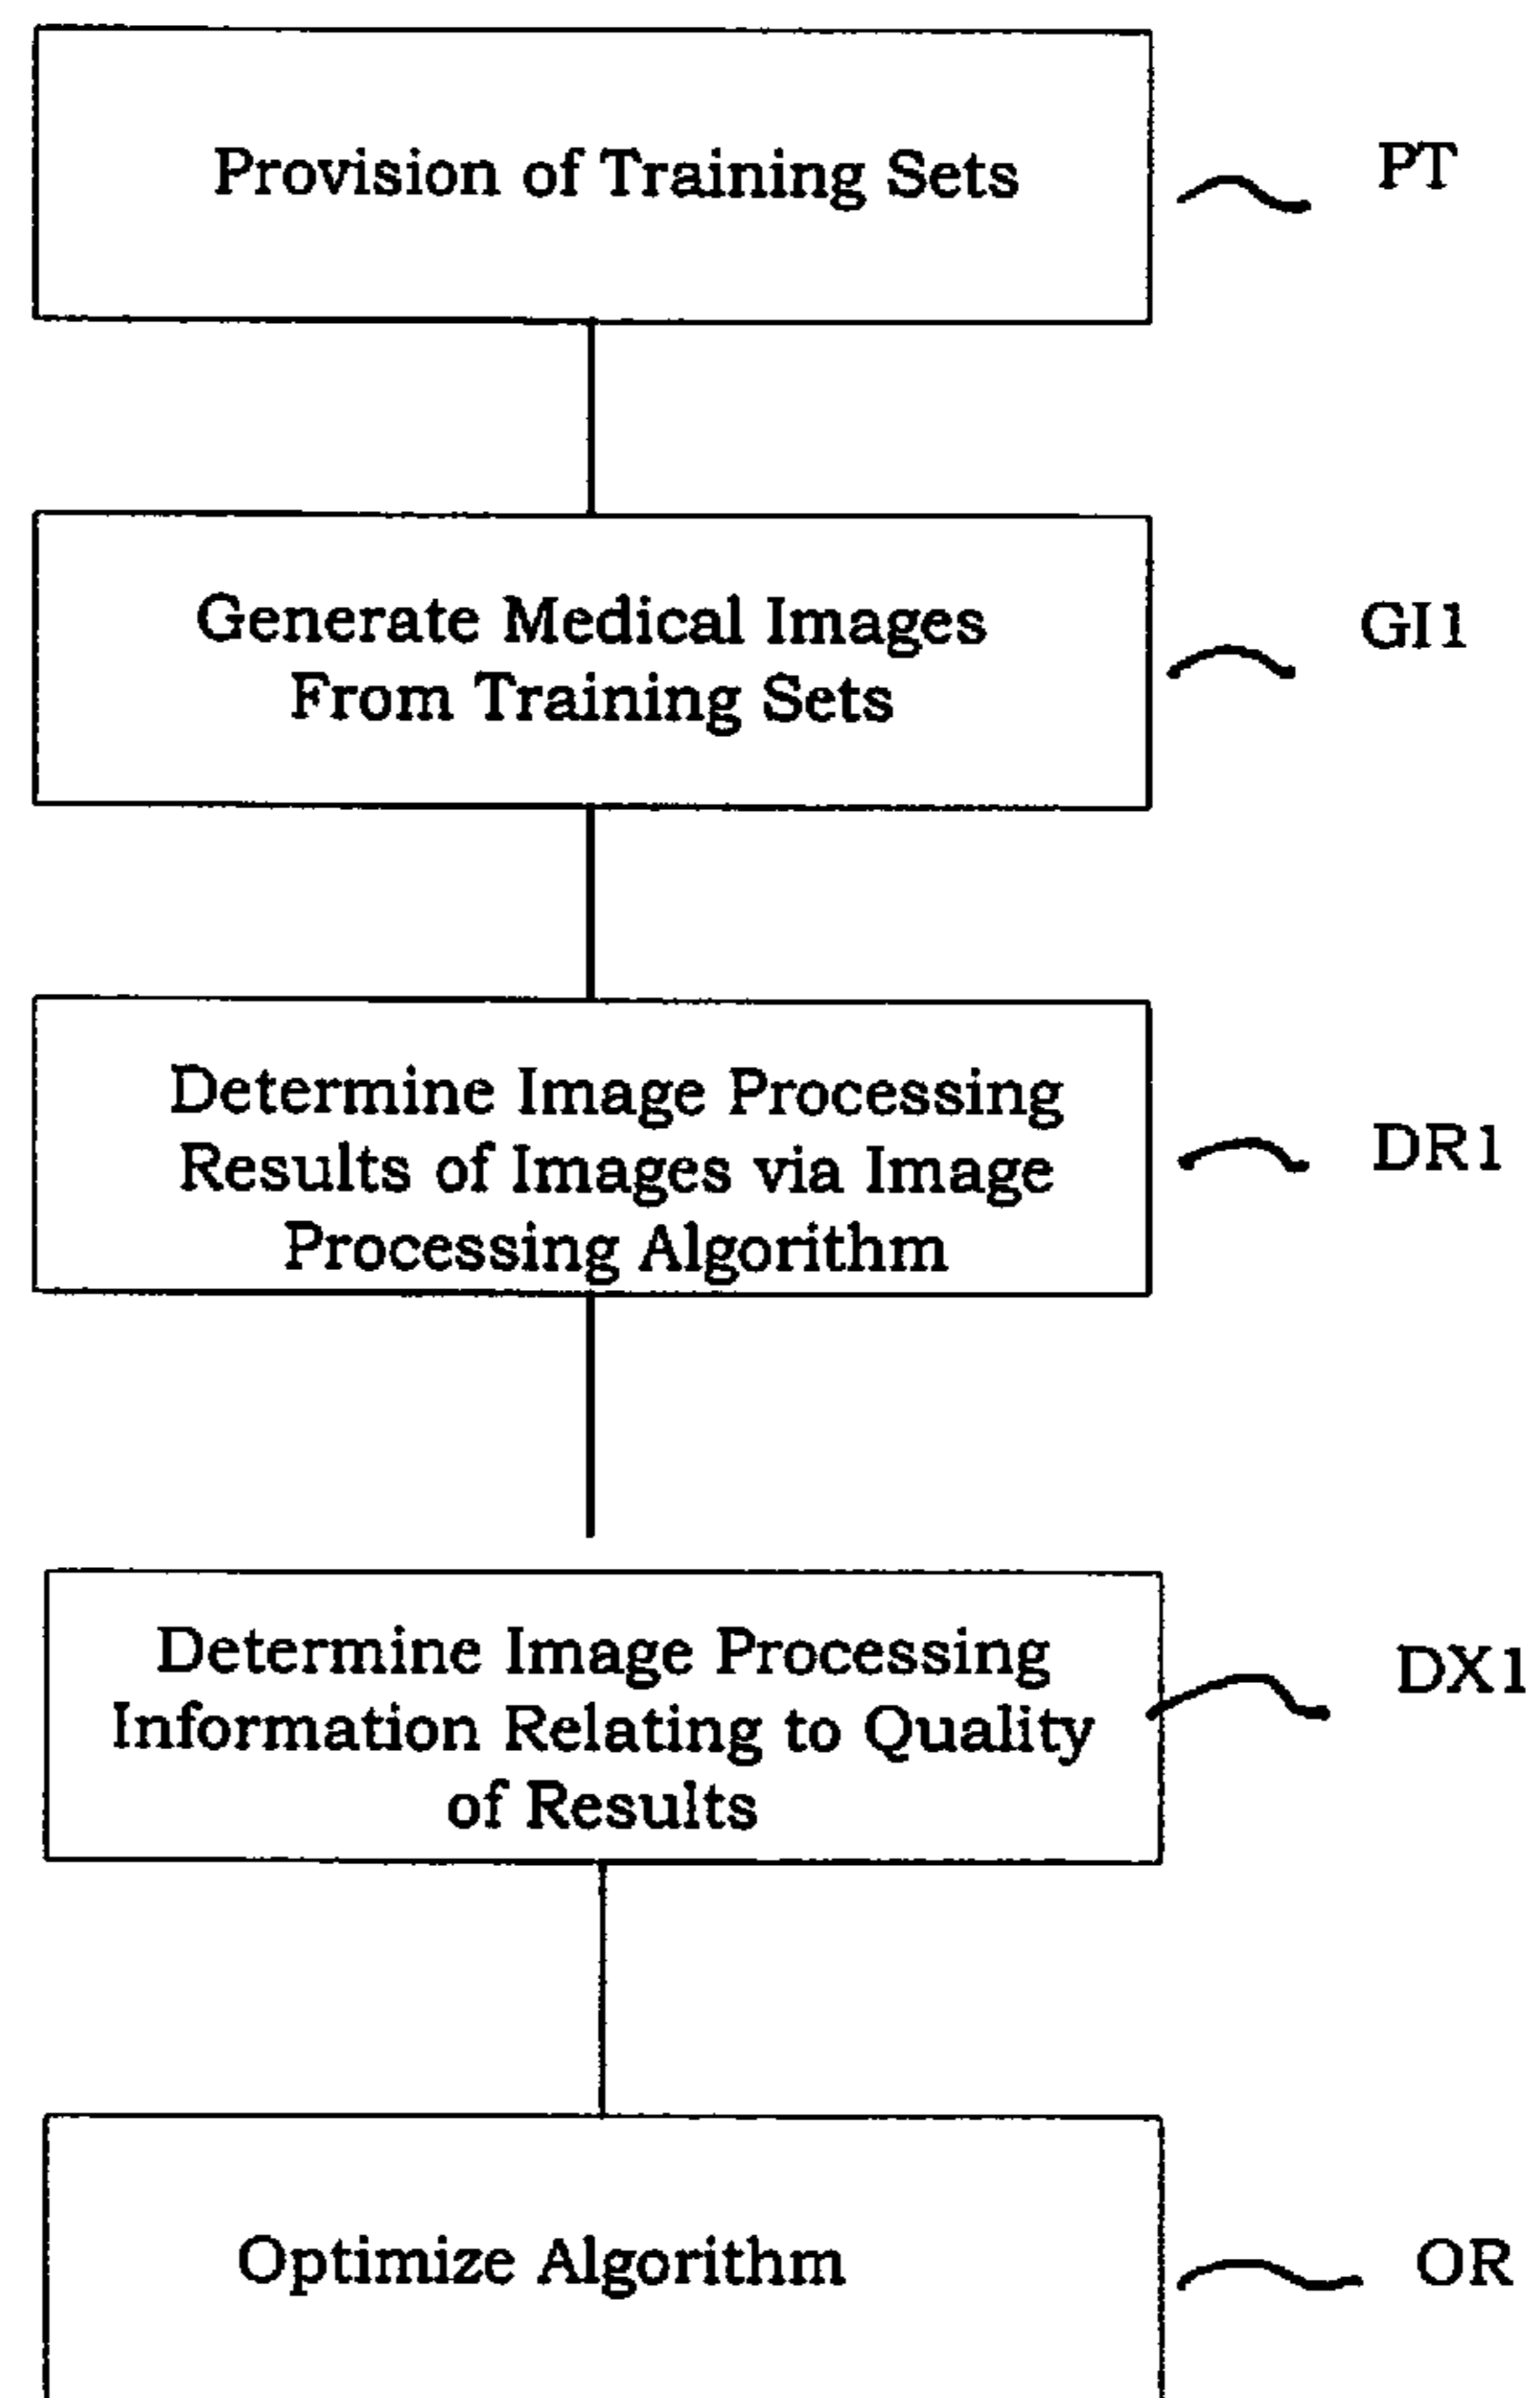 Provision of Training Sets
PT
Generate Medical Images
From Training Sets
GI1
Determine Image Processing
Results of Images via Image
Processing Algorithm
DR1
Determine Image Processing
Information Relating to Quality
of Results
DX1
Optimize Algorithm
OR